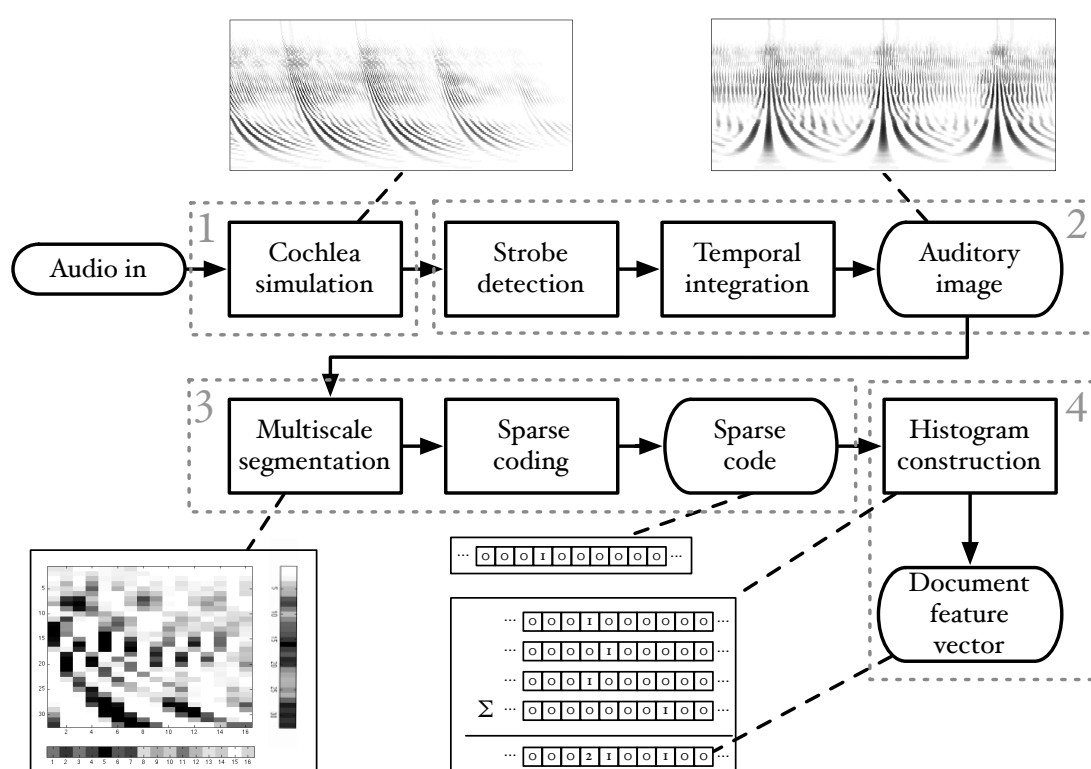 1
2
Audio in
Cochlea
simulation
Strobe
detection
Temporal
integration
Auditory
image
3
4
Multiscale
segmentation
Sparse
coding
Sparse
code
Histogram
construction
Document
feature
vector
... 0 0 0 1 0 0 0 0 0 0 ...
... 0 0 0 1 0 0 0 0 0 0 ...
... 0 0 0 0 1 0 0 0 0 0 ...
... 0 0 0 1 0 0 0 0 0 0 ...
Σ ... 0 0 0 0 0 0 0 1 0 0 ...
... 0 0 0 2 1 0 0 1 0 0 ...
5
10
15
20
25
30
2 4 6 8 10 12 14 16
5
10
15
20
25
30
1 2 3 4 5 6 7 8 9 10 11 12 13 14 15 16